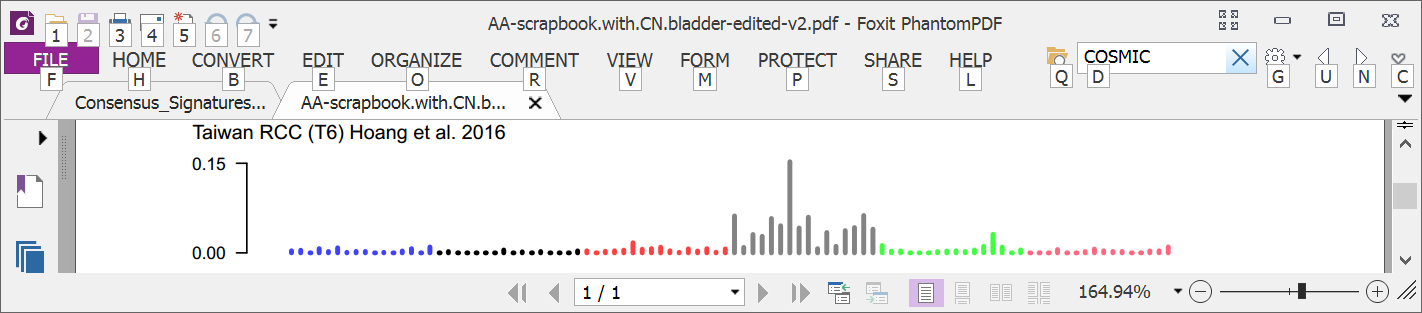 AA-scrapbook.with.CN.bladder-edited-v2.pdf - Foxit PhantomPDF
1 2 3 4 5 6 7
FILE HOME CONVERT EDIT ORGANIZE COMMENT VIEW FORM PROTECT SHARE HELP COSMIC
F H B E O R V M P S L Q D G U N C
Consensus_Signatures... AA-scrapbook.with.CN.b...
Taiwan RCC (T6) Hoang et al. 2016
0.15
0.00
1 / 1 164.94%